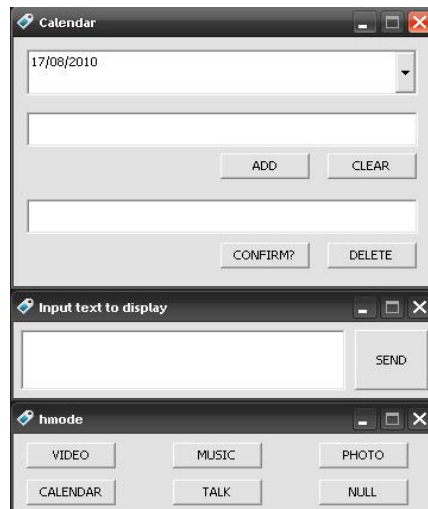 Calendar
17/08/2010
ADD CLEAR
CONFIRM? DELETE
Input text to display
SEND
hmode
VIDEO MUSIC PHOTO
CALENDAR TALK NULL